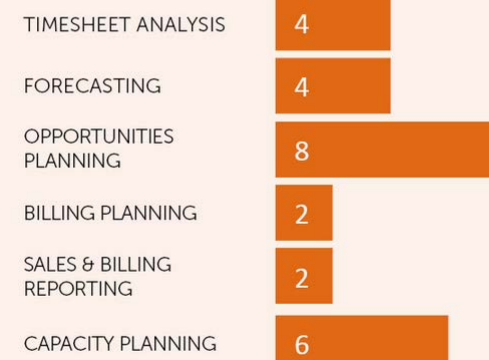 TIMESHEET ANALYSIS 4
FORECASTING 4
OPPORTUNITIES
PLANNING 8
BILLING PLANNING 2
SALES & BILLING
REPORTING 2
CAPACITY PLANNING 6